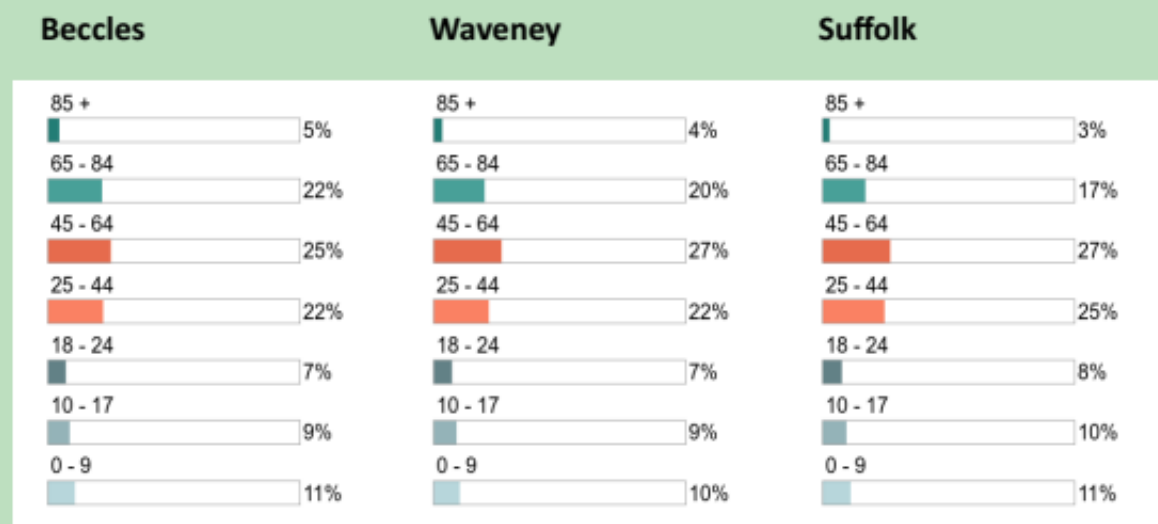 Beccles Waveney Suffolk
85 + 85 + 85 +
5% 4% 3%
65 - 84 65 - 84 65 - 84
22% 20% 17%
45 - 64 45 - 64 45 - 64
25% 27% 27%
25 - 44 25 - 44 25 - 44
22% 22% 25%
18 - 24 18 - 24 18 - 24
7% 7% 8%
10 - 17 10 - 17 10 - 17
9% 9% 10%
0 - 9 0 - 9 0 - 9
11% 10% 11%